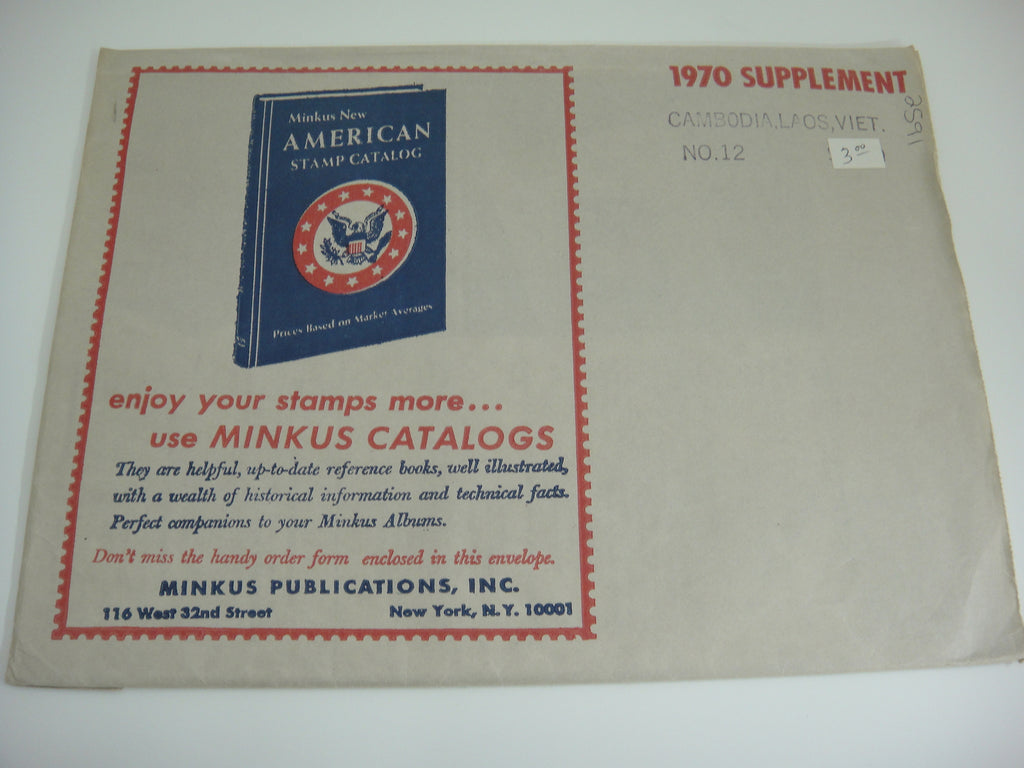 1970 SUPPLEMENT
CAMBODIA,LAOS,VIET.
NO.12
3.00
Minkus New
AMERICAN
STAMP CATALOG
Prices Based on Market Averages
enjoy your stamps more...
use MINKUS CATALOGS
They are helpful, up-to-date reference books, well illustrated,
with a wealth of historical information and technical facts.
Perfect companions to your Minkus Albums.
Don't miss the handy order form enclosed in this envelope.
MINKUS PUBLICATIONS, INC.
116 West 32nd Street New York, N.Y. 10001